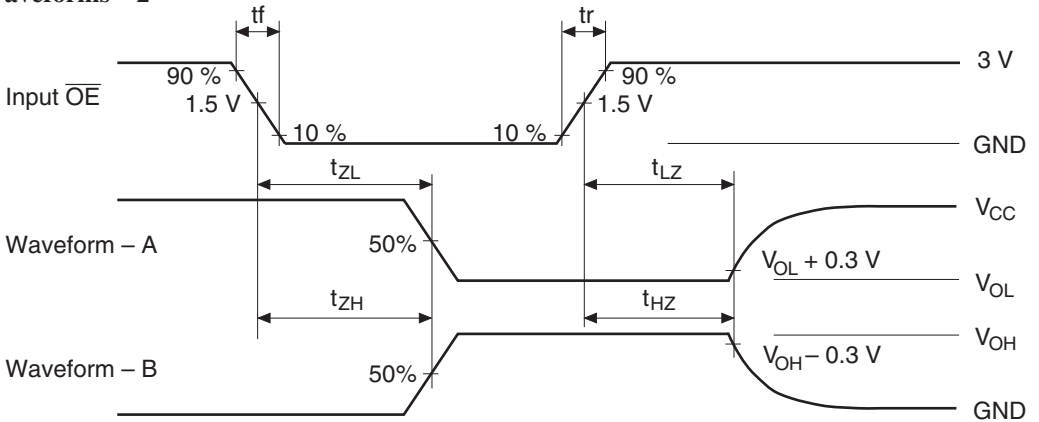 aveforms – 2
tf
tr
3 V
90 %
90 %
Input O̅E̅
1.5 V
1.5 V
10 %
10 %
GND
tZL
tLZ
VCC
Waveform – A
50%
VOL + 0.3 V
VOL
tZH
tHZ
VOH
VOH – 0.3 V
Waveform – B
50%
GND